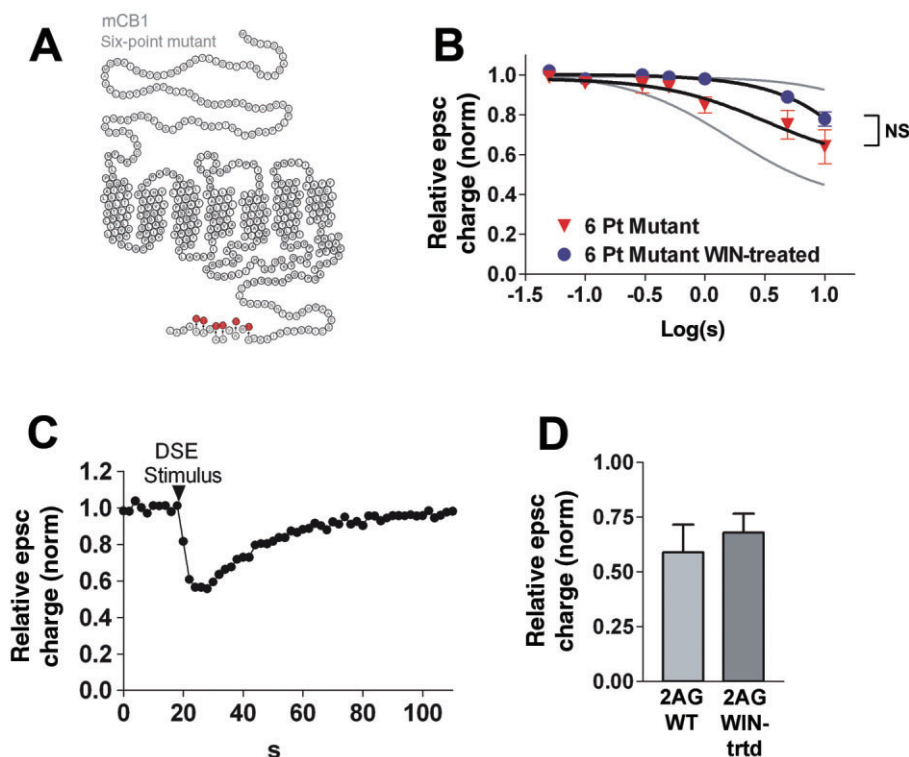 A
mCB1
Six-point mutant
B
Relative epsc
charge (norm)
1.0
0.8
0.6
0.4
0.2
0.0
6 Pt Mutant
6 Pt Mutant WIN-treated
NS
-1.5
-1.0
-0.5
0.0
0.5
1.0
Log(s)
C
DSE
Stimulus
Relative epsc
charge (norm)
1.2
1.0
0.8
0.6
0.4
0.2
0.0
0
20
40
60
80
100
s
D
Relative epsc
charge (norm)
1.00
0.75
0.50
0.25
0.00
2AG
WT
2AG
WIN-
trtd